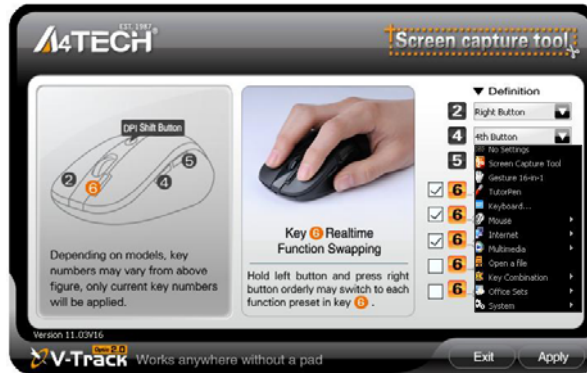 EST. 1987
A4TECH
Screen capture tool
DPI Shift Button
2
6
5
4
Depending on models, key
numbers may vary from above
figure, only current key numbers
will be applied.
Key 6 Realtime
Function Swapping
Hold left button and press right
button orderly may switch to each
function preset in key 6 .
▼ Definition
2 Right Button
4 4th Button
5
No Settings
Screen Capture Tool
Gesture 16-in-1
6 TutorPen
Keyboard...
6 Mouse
Internet
6 Multimedia
6 Open a file
Key Combination
6 Office Sets
System
Version 11.03V16
V-Track Optic 2.0 Works anywhere without a pad
Exit
Apply